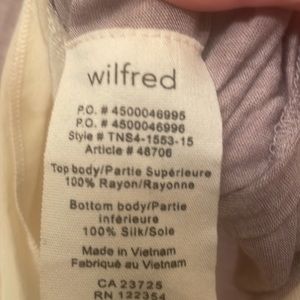 wilfred
P.O. # 4500046995
P.O. # 4500046996
Style # TNS4-1553-15
Article # 48706
Top body/Partie Supérieure
100% Rayon/Rayonne
Bottom body/Partie
inférieure
100% Silk/Soie
Made in Vietnam
Fabriqué au Vietnam
CA 23725
RN 122354